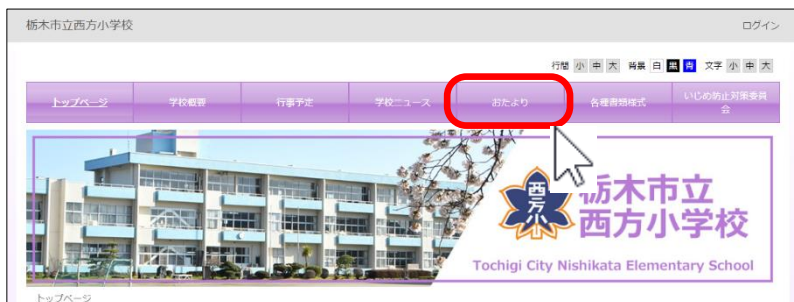 栃木市立西方小学校 ログイン
行間 小 中 大 背景 白 黒 青 文字 小 中 大
トップページ 学校概要 行事予定 学校ニュース おたより 各種書類様式 いじめ防止対策委員
会
西
方
小
栃木市立
西方小学校
Tochigi City Nishikata Elementary School
トップページ